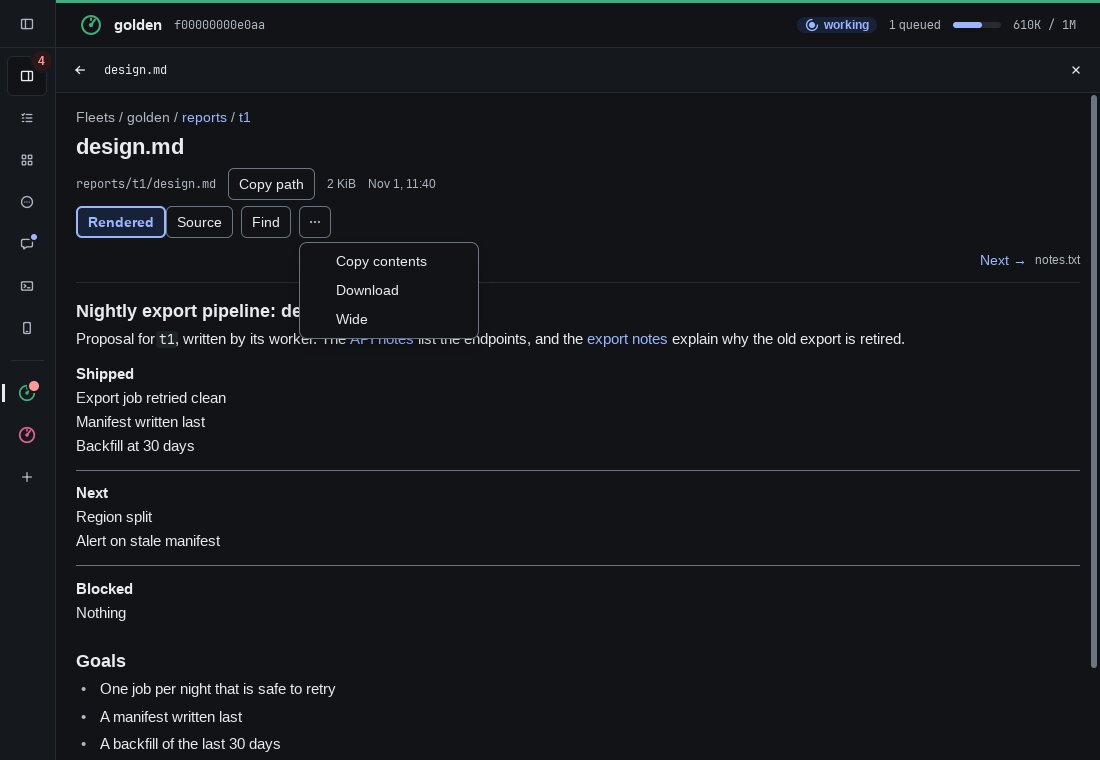 golden f00000000e0aa working 1 queued 610K / 1M
4
design.md
Fleets / golden / reports / t1
design.md
reports/t1/design.md Copy path 2 KiB Nov 1, 11:40
Rendered Source Find
Copy contents
Download
Wide
Next → notes.txt
Nightly export pipeline: de
Proposal for t1, written by its worker. The API notes list the endpoints, and the export notes explain why the old export is retired.
Shipped
Export job retried clean
Manifest written last
Backfill at 30 days
Next
Region split
Alert on stale manifest
Blocked
Nothing
Goals
• One job per night that is safe to retry
• A manifest written last
• A backfill of the last 30 days